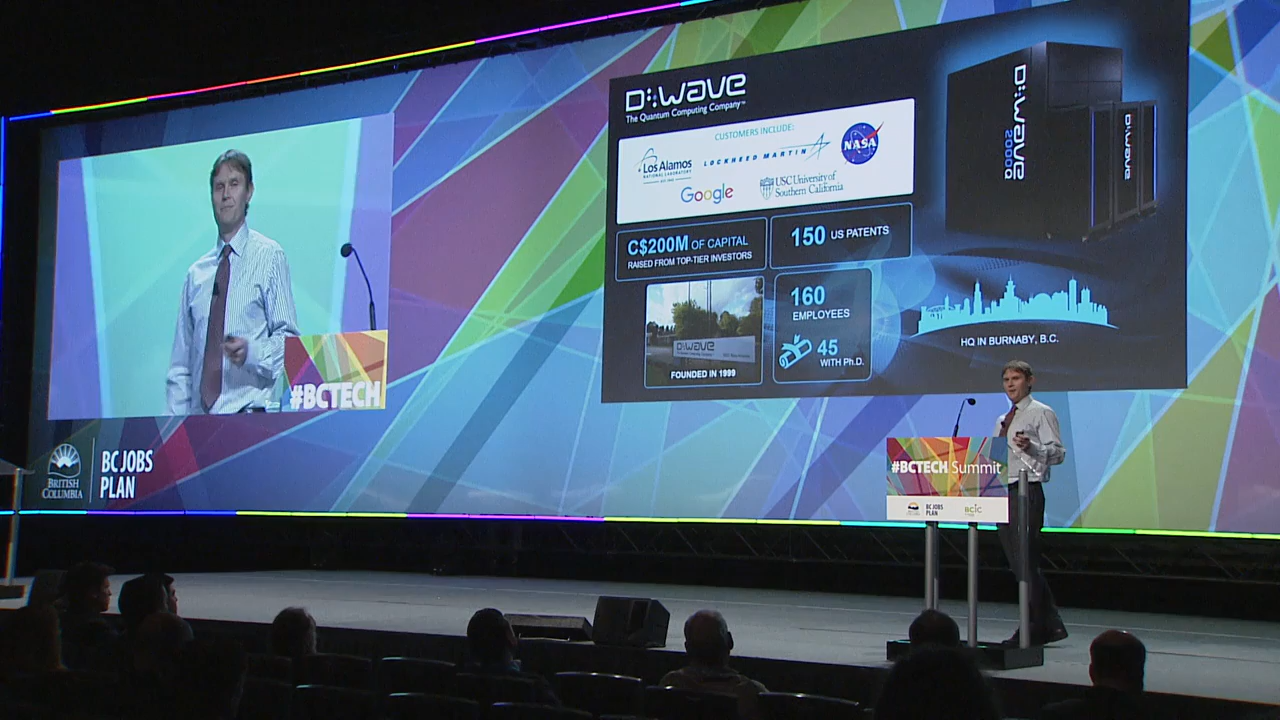 D:Wave
The Quantum Computing Company™
CUSTOMERS INCLUDE:
Los Alamos
NATIONAL LABORATORY
LOCKHEED MARTIN
NASA
Google
USC University of
Southern California
C$200M OF CAPITAL
RAISED FROM TOP-TIER INVESTORS
150 US PATENTS
D:Wave
FOUNDED IN 1999
160
EMPLOYEES
45
WITH Ph.D.
D:Wave
2000Q
D:Wave
HQ IN BURNABY, B.C.
#BCTECH
BRITISH
COLUMBIA
BC JOBS
PLAN
#BCTECH Summit
BC JOBS
PLAN
BCIC